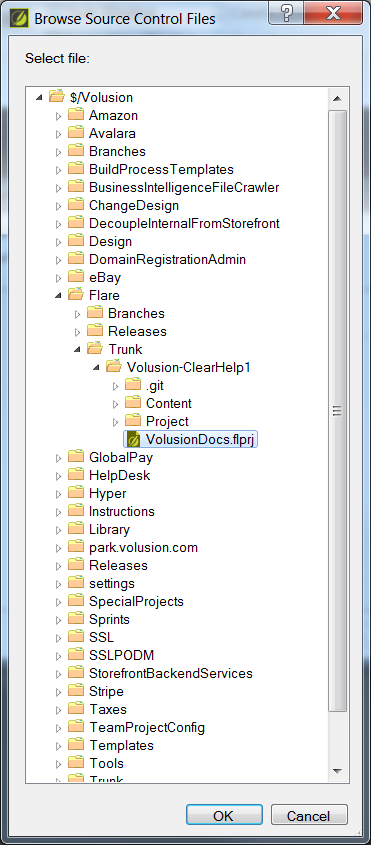 Browse Source Control Files
Select file:
$/Volusion
Amazon
Avalara
Branches
BuildProcessTemplates
BusinessIntelligenceFileCrawler
ChangeDesign
DecoupleInternalFromStorefront
Design
DomainRegistrationAdmin
eBay
Flare
Branches
Releases
Trunk
Volusion-ClearHelp1
.git
Content
Project
VolusionDocs.flprj
GlobalPay
HelpDesk
Hyper
Instructions
Library
park.volusion.com
Releases
settings
SpecialProjects
Sprints
SSL
SSLPODM
StorefrontBackendServices
Stripe
Taxes
TeamProjectConfig
Templates
Tools
Trunk
OK
Cancel